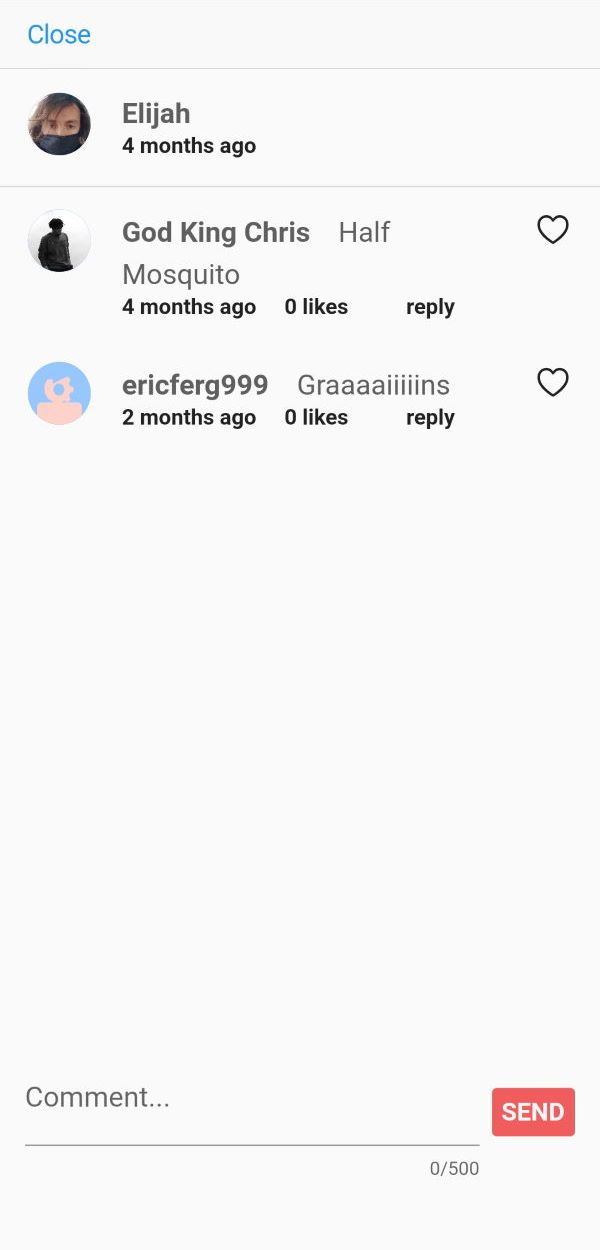 Close
Elijah
4 months ago
God King Chris Half
Mosquito
4 months ago 0 likes reply
ericferg999 Graaaaiiiiins
2 months ago 0 likes reply
Comment...
SEND
0/500